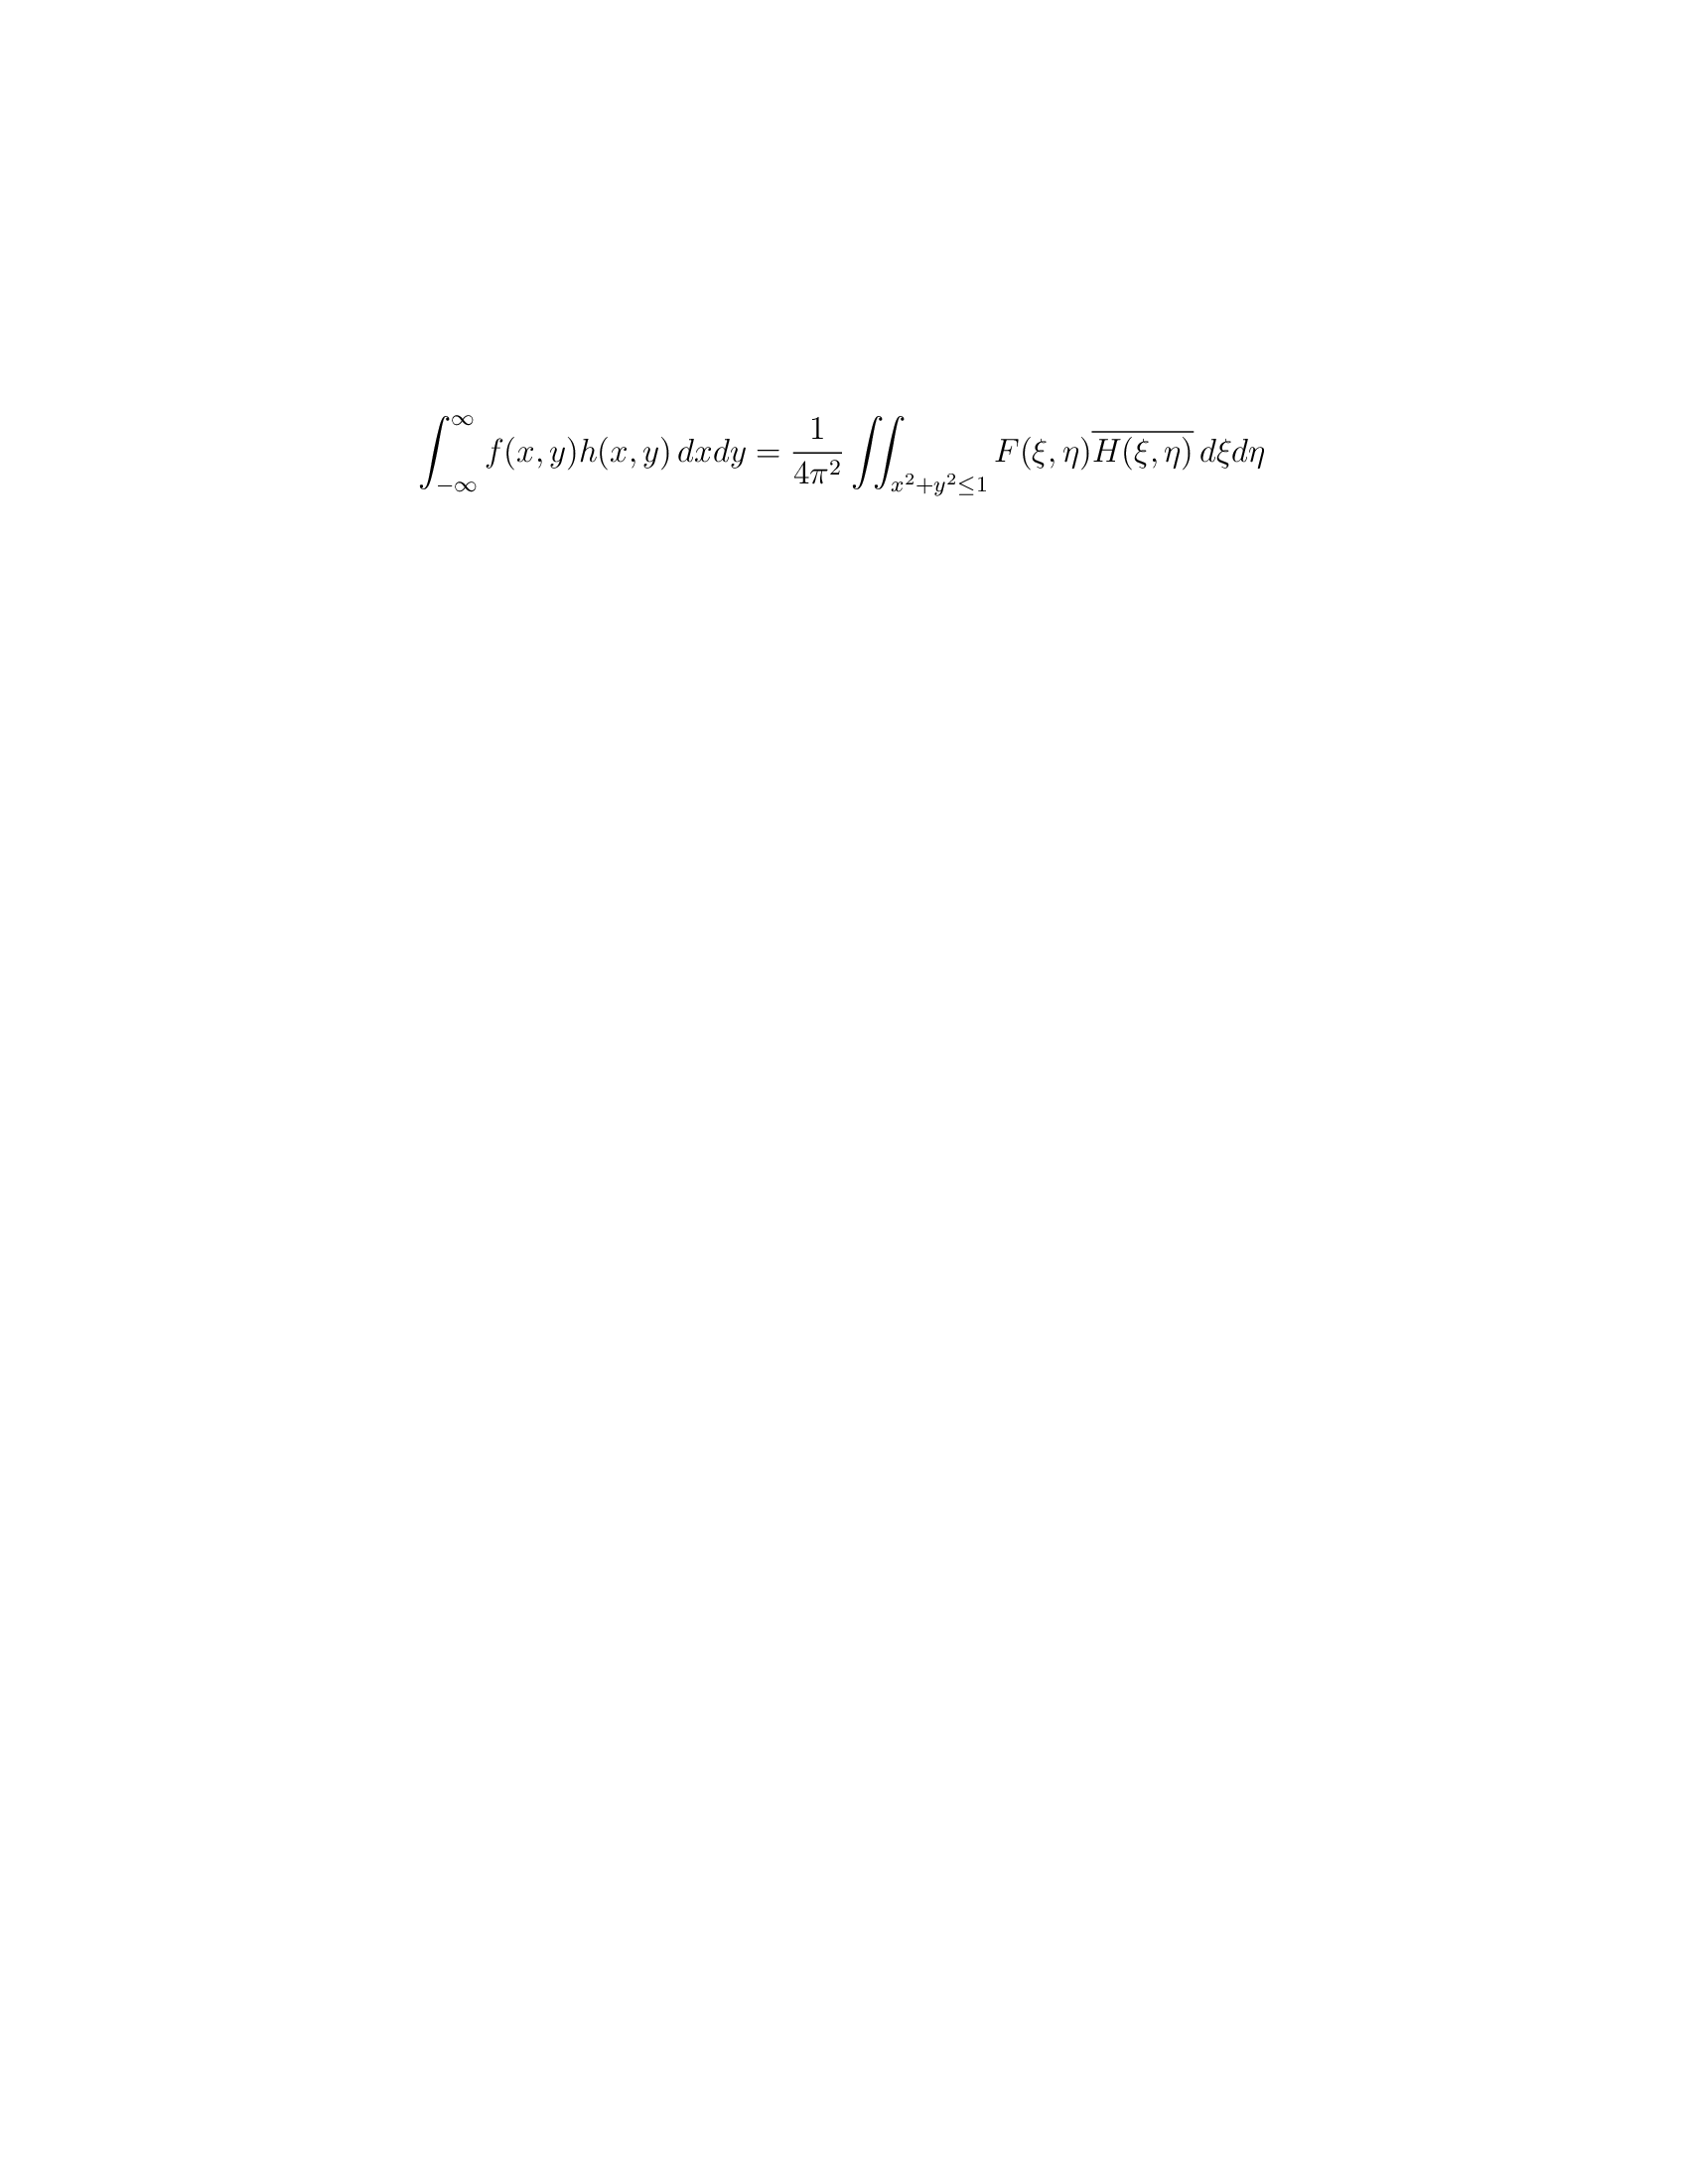 \int_{-\infty}^{\infty} f(x,y)h(x,y)\,dxdy = \frac{1}{4\pi^2} \iint_{x^2+y^2\leq 1} F(\xi,\eta)\overline{H(\xi,\eta)}\,d\xi d\eta